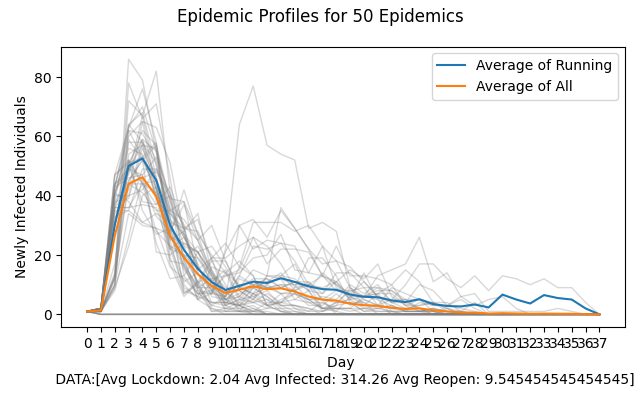 Epidemic Profiles for 50 Epidemics
Average of Running
Average of All
Newly Infected Individuals
80
60
40
20
0
0 1 2 3 4 5 6 7 8 9 10 11 12 13 14 15 16 17 18 19 20 21 22 23 24 25 26 27 28 29 30 31 32 33 34 35 36 37
Day
DATA:[Avg Lockdown: 2.04 Avg Infected: 314.26 Avg Reopen: 9.545454545454545]